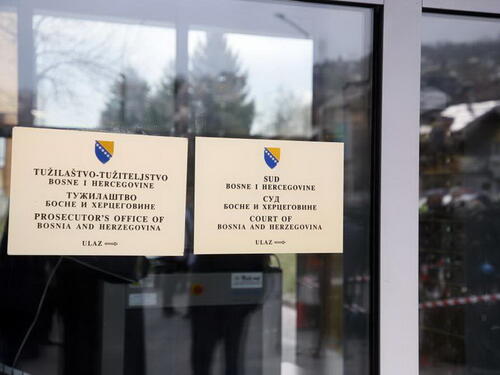 TUŽILAŠTVO-TUŽITELJSTVO
BOSNE I HERCEGOVINE
ТУЖИЛАШТВО
БОСНЕ И ХЕРЦЕГОВИНЕ
PROSECUTOR'S OFFICE OF
BOSNIA AND HERZEGOVINA
ULAZ ⇨
SUD
BOSNE I HERCEGOVINE
СУД
БОСНЕ И ХЕРЦЕГОВИНЕ
COURT OF
BOSNIA AND HERZEGOVINA
ULAZ ⇨